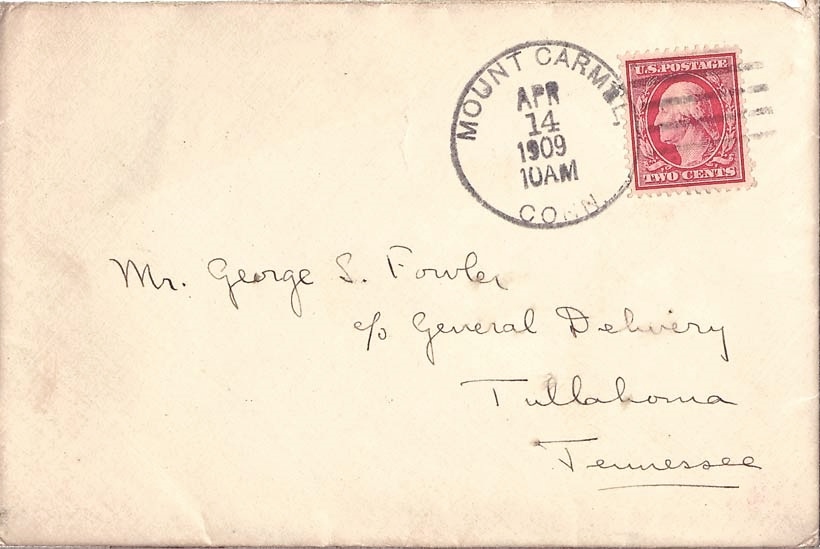 MOUNT CARMEL,
APR
14
1909
10AM
CONN.
U.S. POSTAGE
TWO CENTS
Mr. George S. Fowler
c/o General Delivery
Tullahoma
Tennessee